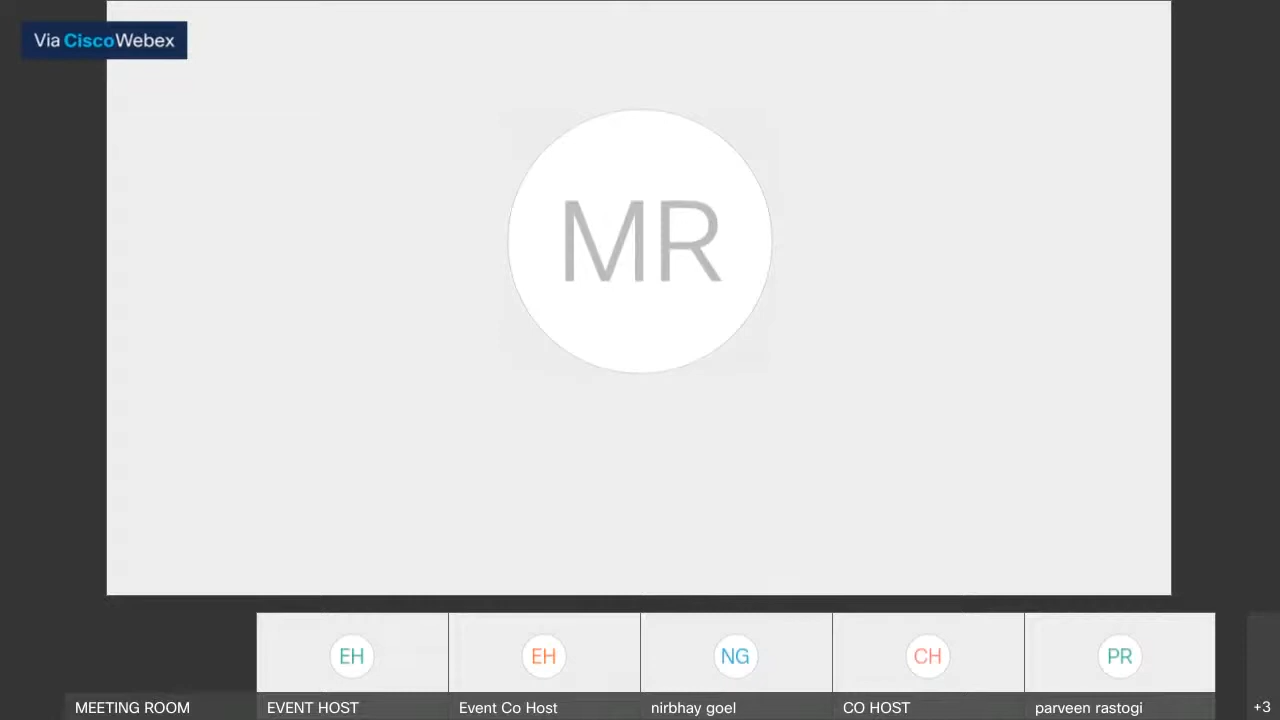 Via CiscoWebex
MR
EH
EH
NG
CH
PR
MEETING ROOM
EVENT HOST
Event Co Host
nirbhay goel
CO HOST
parveen rastogi
+3